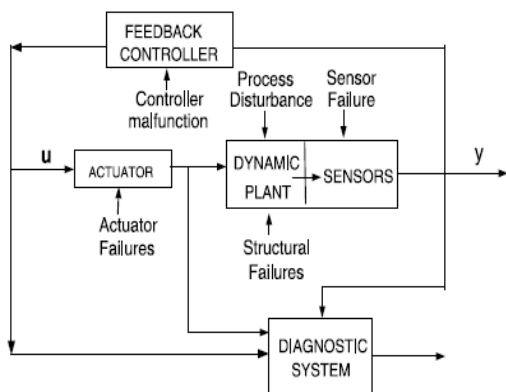 FEEDBACK
CONTROLLER
Controller
malfunction
Process
Disturbance
Sensor
Failure
u
ACTUATOR
DYNAMIC
PLANT
SENSORS
y
Actuator
Failures
Structural
Failures
DIAGNOSTIC
SYSTEM